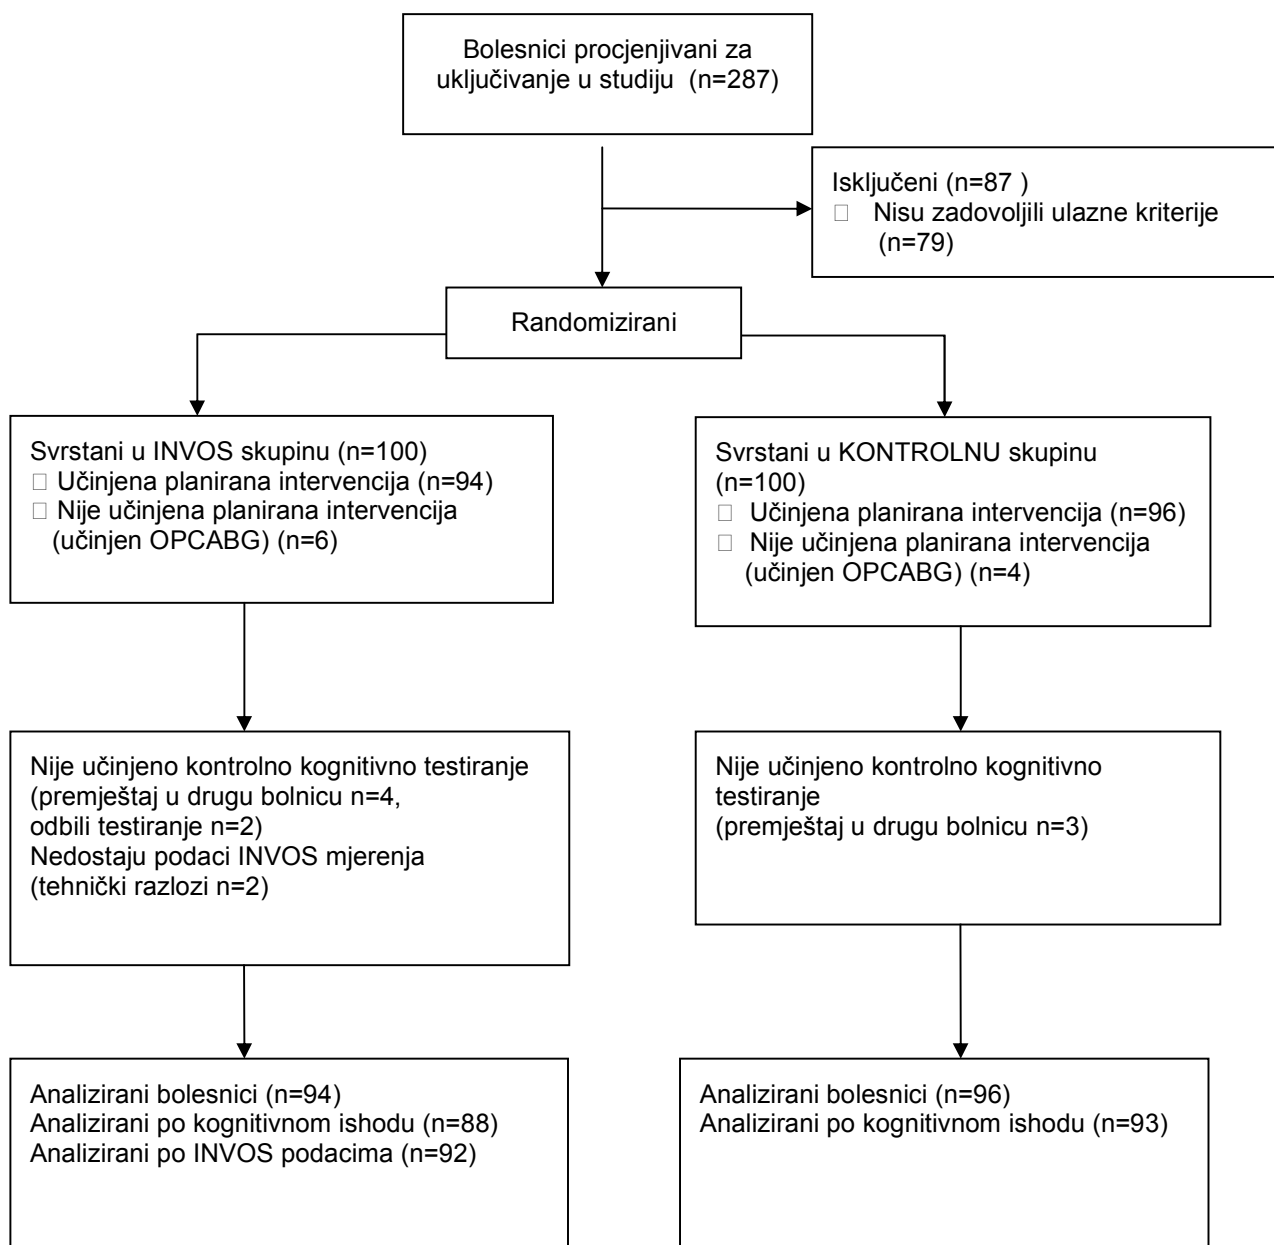 Bolesnici procjenjivani za
uključivanje u studiju  (n=287)
Isključeni (n=87 )
□ Nisu zadovoljili ulazne kriterije
(n=79)
Randomizirani
Svrstani u INVOS skupinu (n=100)
□ Učinjena planirana intervencija (n=94)
□ Nije učinjena planirana intervencija
(učinjen OPCABG) (n=6)
Svrstani u KONTROLNU skupinu
(n=100)
□ Učinjena planirana intervencija (n=96)
□ Nije učinjena planirana intervencija
(učinjen OPCABG) (n=4)
Nije učinjeno kontrolno kognitivno testiranje
(premještaj u drugu bolnicu n=4,
odbili testiranje n=2)
Nedostaju podaci INVOS mjerenja
(tehnički razlozi n=2)
Nije učinjeno kontrolno kognitivno
testiranje
(premještaj u drugu bolnicu n=3)
Analizirani bolesnici (n=94)
Analizirani po kognitivnom ishodu (n=88)
Analizirani po INVOS podacima (n=92)
Analizirani bolesnici (n=96)
Analizirani po kognitivnom ishodu (n=93)